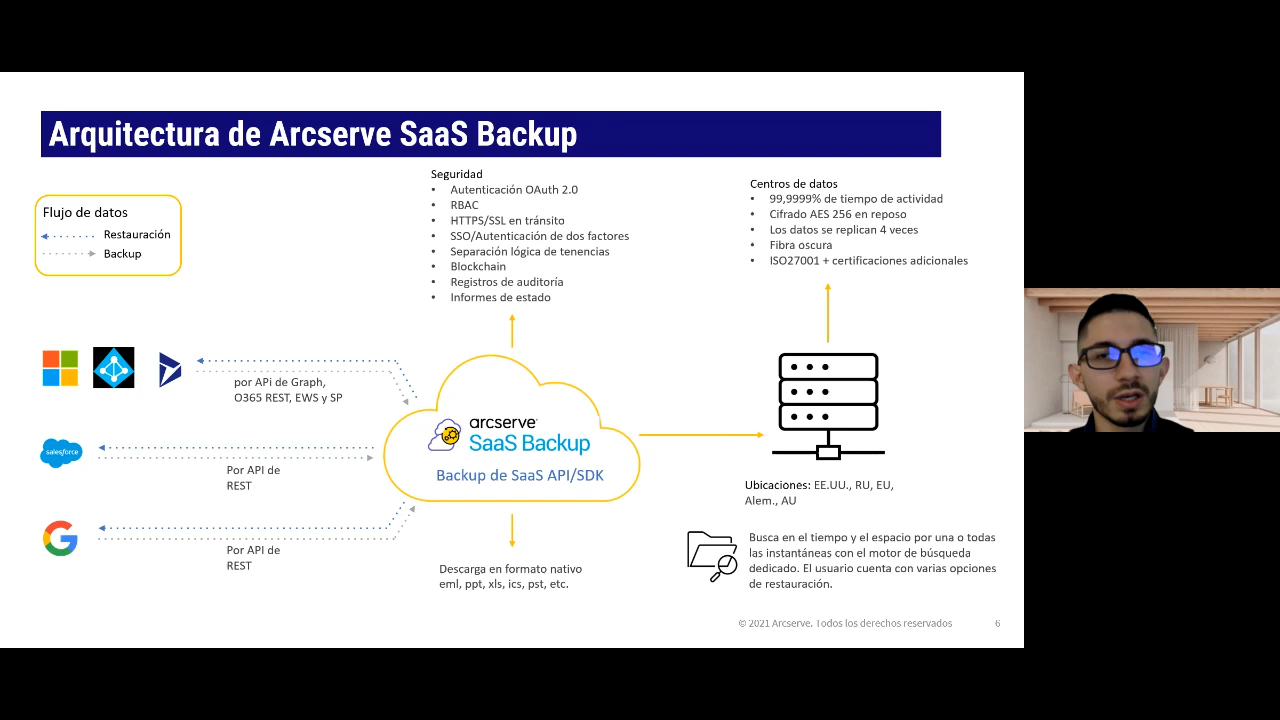 Arquitectura de Arcserve SaaS Backup
Flujo de datos
Restauración
Backup
Seguridad
• Autenticación OAuth 2.0
• RBAC
• HTTPS/SSL en tránsito
• SSO/Autenticación de dos factores
• Separación lógica de tenencias
• Blockchain
• Registros de auditoría
• Informes de estado
Centros de datos
• 99,9999% de tiempo de actividad
• Cifrado AES 256 en reposo
• Los datos se replican 4 veces
• Fibra oscura
• ISO27001 + certificaciones adicionales
por APi de Graph,
O365 REST, EWS y SP
salesforce
Por API de
REST
Por API de
REST
arcserve
SaaS Backup
Backup de SaaS API/SDK
Descarga en formato nativo
eml, ppt, xls, ics, pst, etc.
Ubicaciones: EE.UU., RU, EU,
Alem., AU
Busca en el tiempo y el espacio por una o todas
las instantáneas con el motor de búsqueda
dedicado. El usuario cuenta con varias opciones
de restauración.
© 2021 Arcserve. Todos los derechos reservados
6